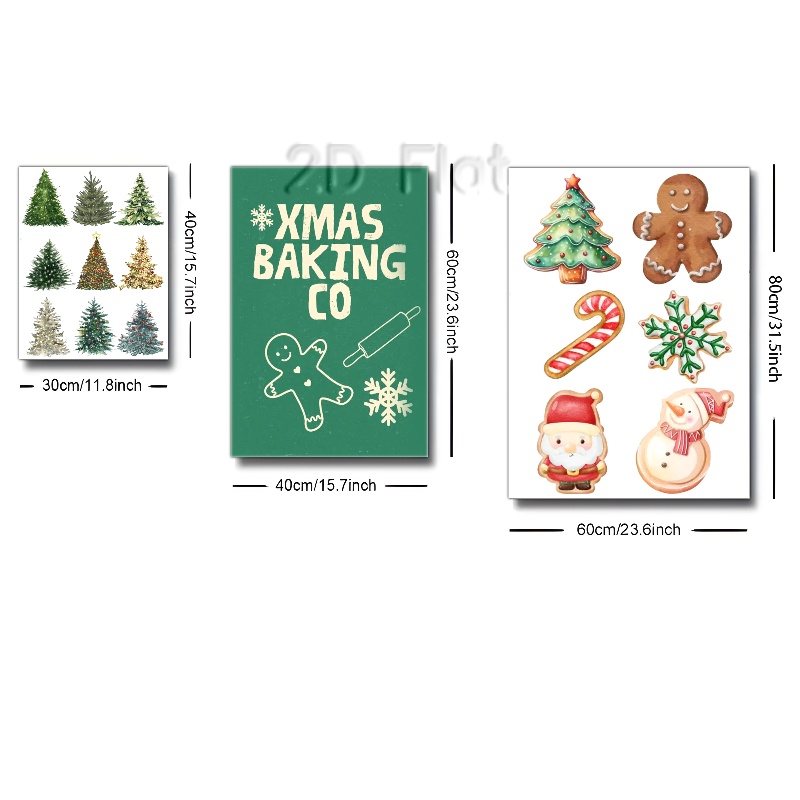 2D Flat
40cm/15.7inch
30cm/11.8inch
XMAS
BAKING
CO
60cm/23.6inch
40cm/15.7inch
80cm/31.5inch
60cm/23.6inch